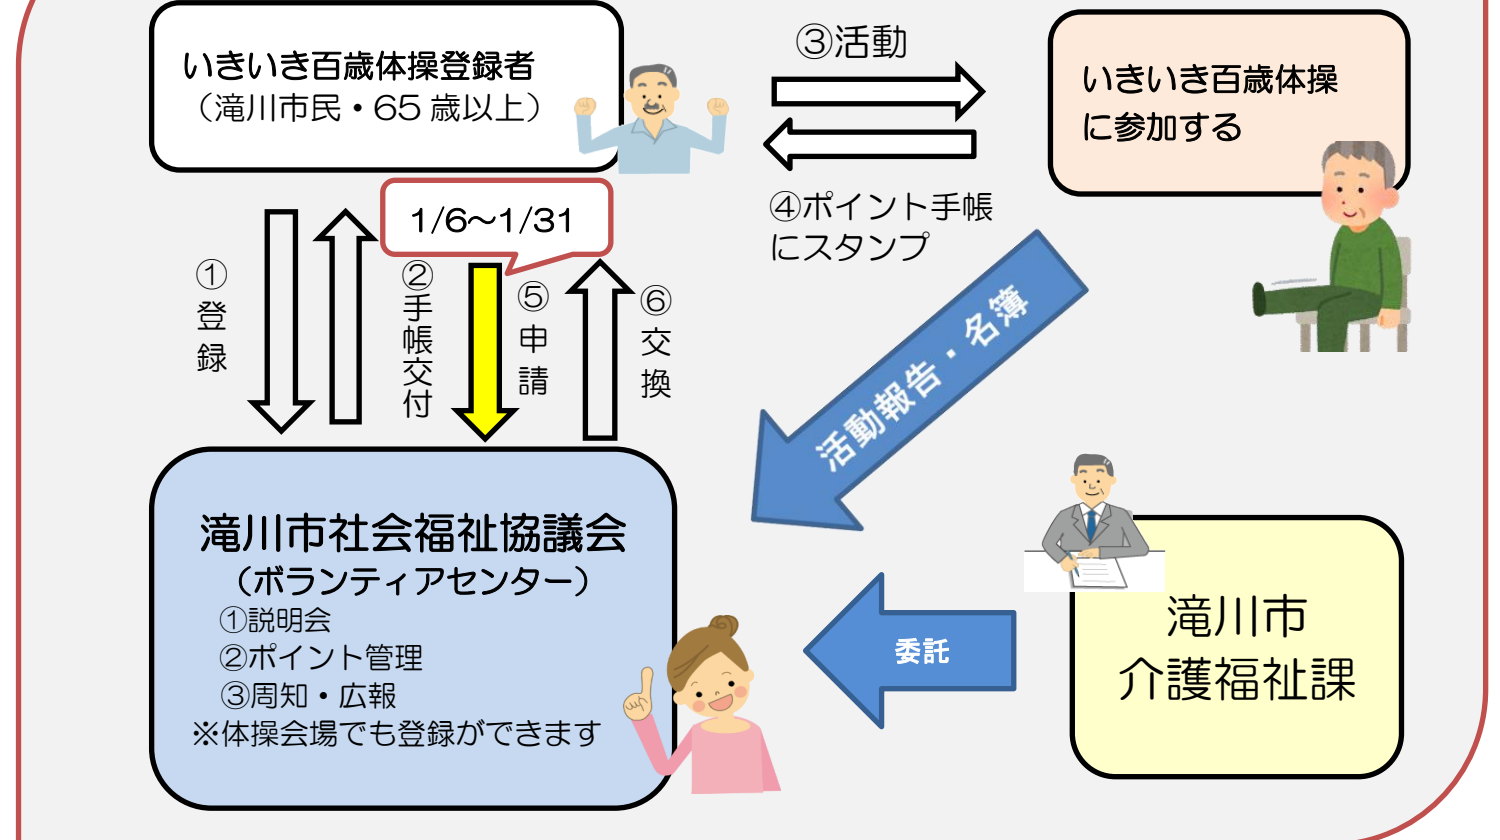 いきいき百歳体操登録者
（滝川市民・65歳以上）
③活動
いきいき百歳体操
に参加する
④ポイント手帳
にスタンプ
1/6～1/31
①登録
②手帳交付
⑤申請
⑥交換
活動報告・名簿
滝川市社会福祉協議会
（ボランティアセンター）
①説明会
②ポイント管理
③周知・広報
※体操会場でも登録ができます
委託
滝川市
介護福祉課